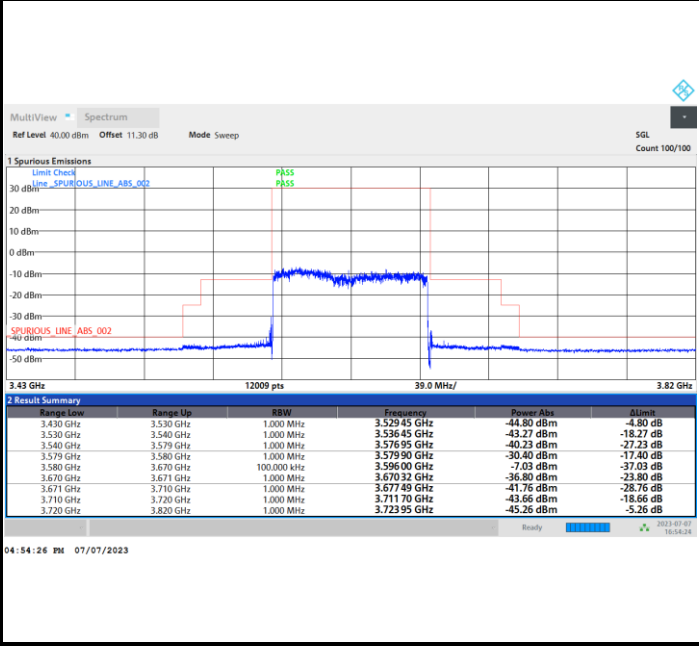 MultiView Spectrum
Ref Level 40.00 dBm Offset 11.30 dB Mode Sweep SGL
Count 100/100
1 Spurious Emissions
Limit Check PASS
Line _SPURIOUS_LINE_ABS_002 PASS
30 dBm
20 dBm
10 dBm
0 dBm
-10 dBm
-20 dBm
-30 dBm
_SPURIOUS_LINE_ABS_002
-40 dBm
-50 dBm
3.43 GHz 12009 pts 39.0 MHz/ 3.82 GHz
2 Result Summary
Range Low Range Up RBW Frequency Power Abs ΔLimit
3.430 GHz 3.530 GHz 1.000 MHz 3.529 45 GHz -44.80 dBm -4.80 dB
3.530 GHz 3.540 GHz 1.000 MHz 3.536 45 GHz -43.27 dBm -18.27 dB
3.540 GHz 3.579 GHz 1.000 MHz 3.576 95 GHz -40.23 dBm -27.23 dB
3.579 GHz 3.580 GHz 1.000 MHz 3.579 90 GHz -30.40 dBm -17.40 dB
3.580 GHz 3.670 GHz 100.000 kHz 3.596 00 GHz -7.03 dBm -37.03 dB
3.670 GHz 3.671 GHz 1.000 MHz 3.670 32 GHz -36.80 dBm -23.80 dB
3.671 GHz 3.710 GHz 1.000 MHz 3.677 49 GHz -41.76 dBm -28.76 dB
3.710 GHz 3.720 GHz 1.000 MHz 3.711 70 GHz -43.66 dBm -18.66 dB
3.720 GHz 3.820 GHz 1.000 MHz 3.723 95 GHz -45.26 dBm -5.26 dB
Ready 2023-07-07
16:54:24
04:54:26 PM 07/07/2023